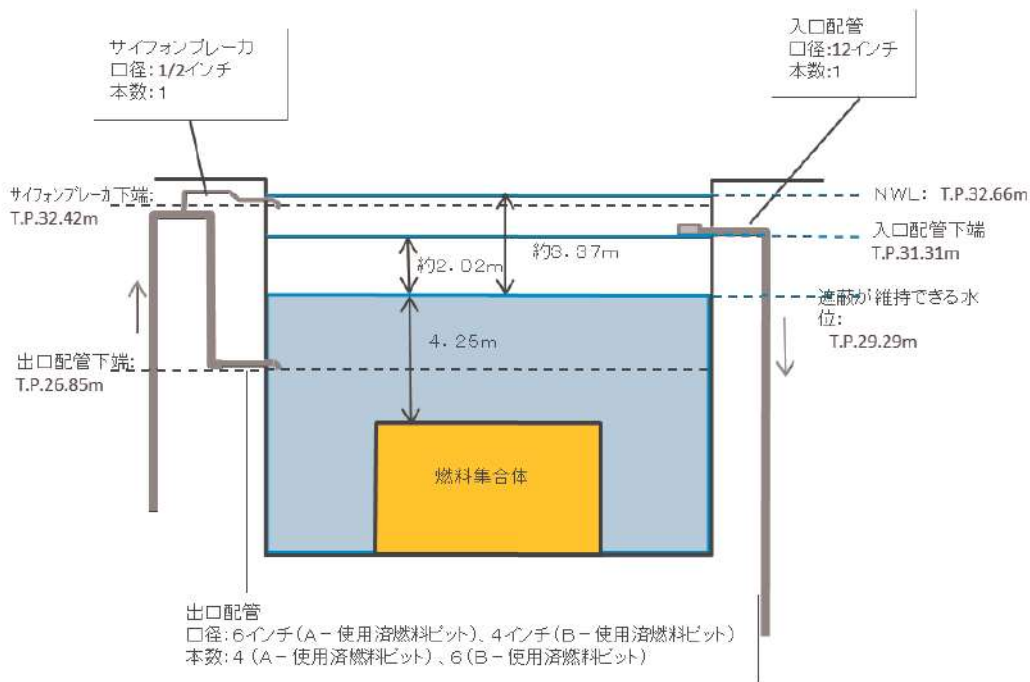 サイフォンブレーカ
口径:1/2インチ
本数:1
入口配管
口径:12インチ
本数:1
サイフォンブレーカ下端:
T.P.32.42m
NWL: T.P.32.66m
入口配管下端
T.P.31.31m
約3.37m
約2.02m
遮蔽が維持できる水
位:
T.P.29.29m
4.25m
出口配管下端:
T.P.26.85m
燃料集合体
出口配管
口径:6インチ(A-使用済燃料ピット)、4インチ(B-使用済燃料ピット)
本数:4(A-使用済燃料ピット)、6(B-使用済燃料ピット)